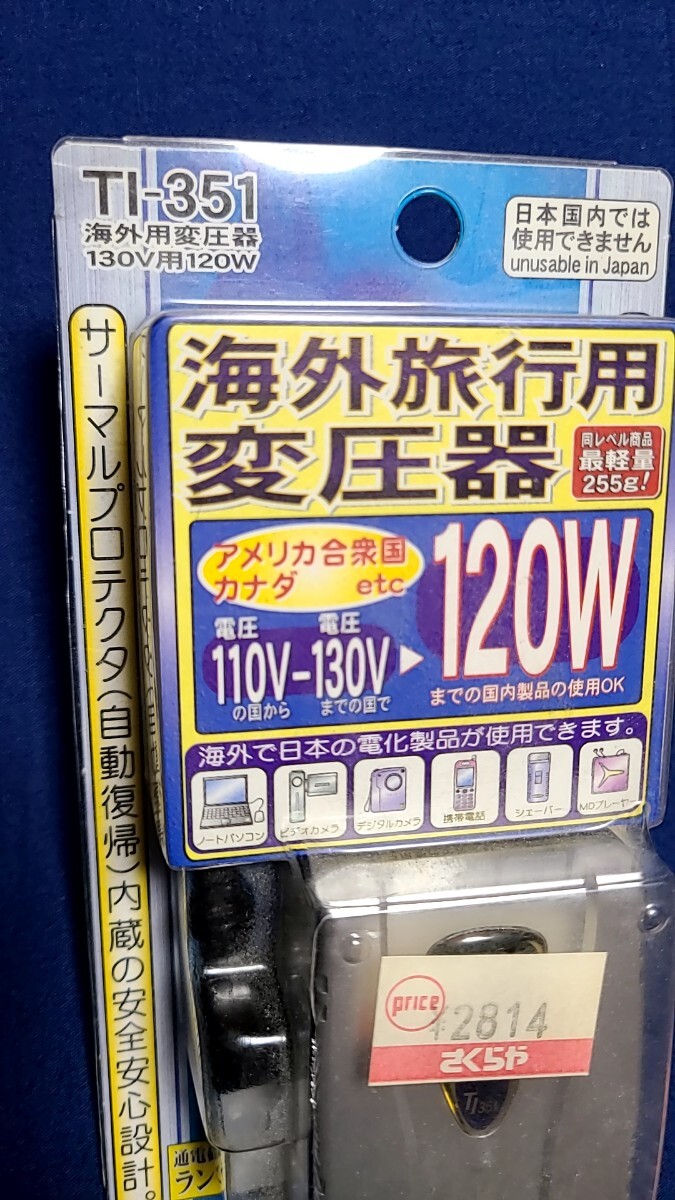 TI-351
海外用変圧器
130V用120W
日本国内では
使用できません
unusable in Japan
サーマルプロテクタ(自動復帰)内蔵の安全安心設計。
海外旅行用
変圧器
同レベル商品
最軽量
255g!
アメリカ合衆国
カナダ etc
電圧 電圧
110V-130V
の国から までの国で
120W
までの国内製品の使用OK
海外で日本の電化製品が使用できます。
ノートパソコン ビデオカメラ デジタルカメラ 携帯電話 シェーバー MDプレーヤー
price
¥2814
さくらや
TI351